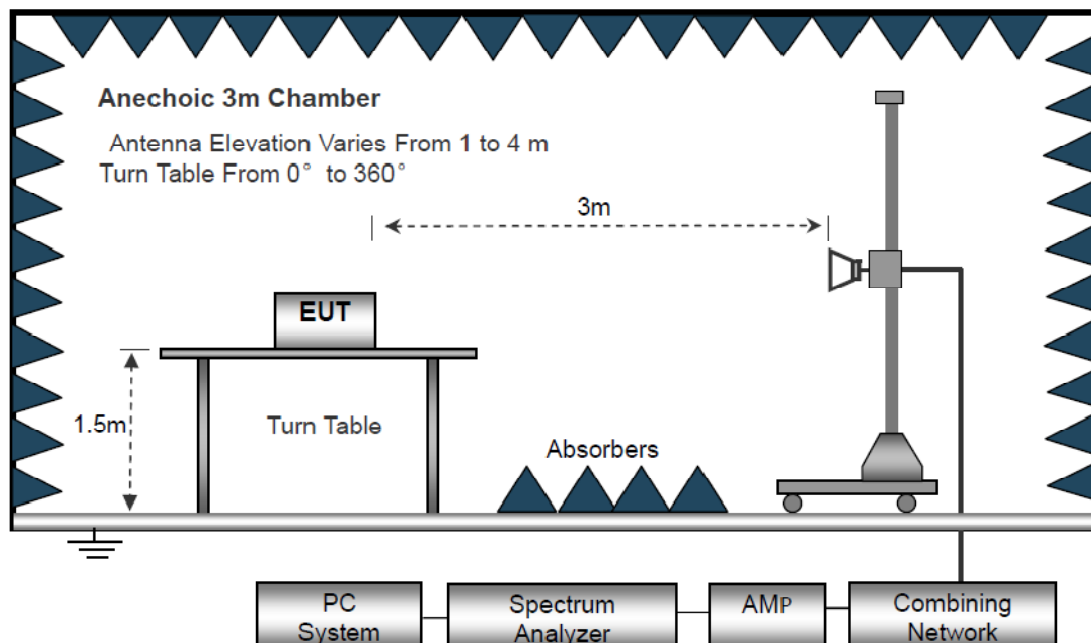 Anechoic 3m Chamber
Antenna Elevation Varies From 1 to 4 m
Turn Table From 0° to 360°
3m
EUT
1.5m
Turn Table
Absorbers
PC
System
Spectrum
Analyzer
AMP
Combining
Network